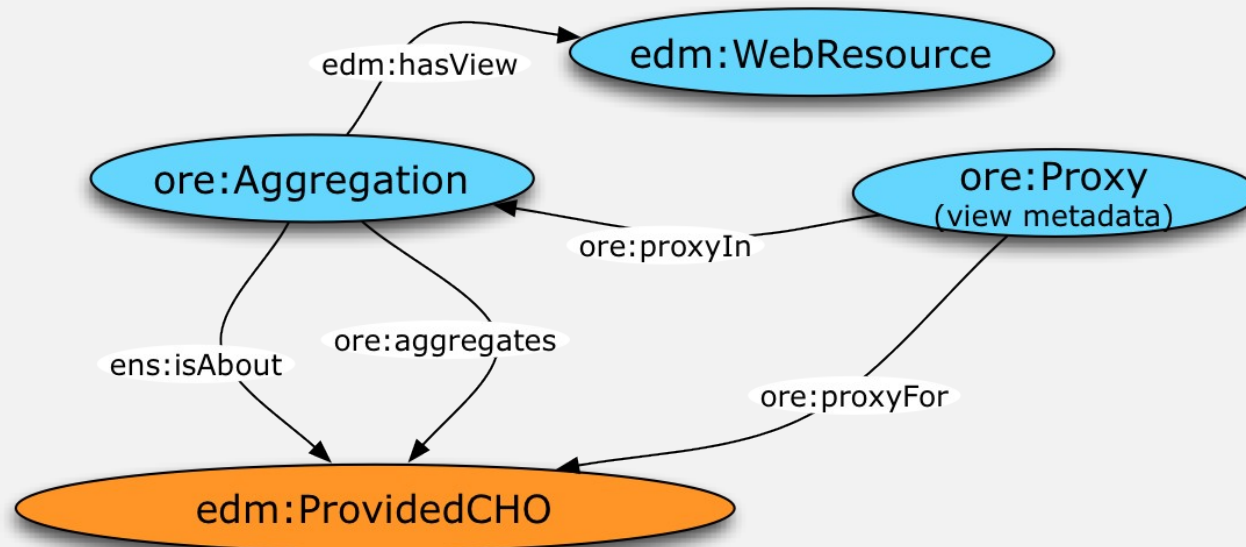 edm:WebResource
edm:hasView
ore:Aggregation
ore:Proxy
(view metadata)
ore:proxyIn
ore:aggregates
ens:isAbout
ore:proxyFor
edm:ProvidedCHO